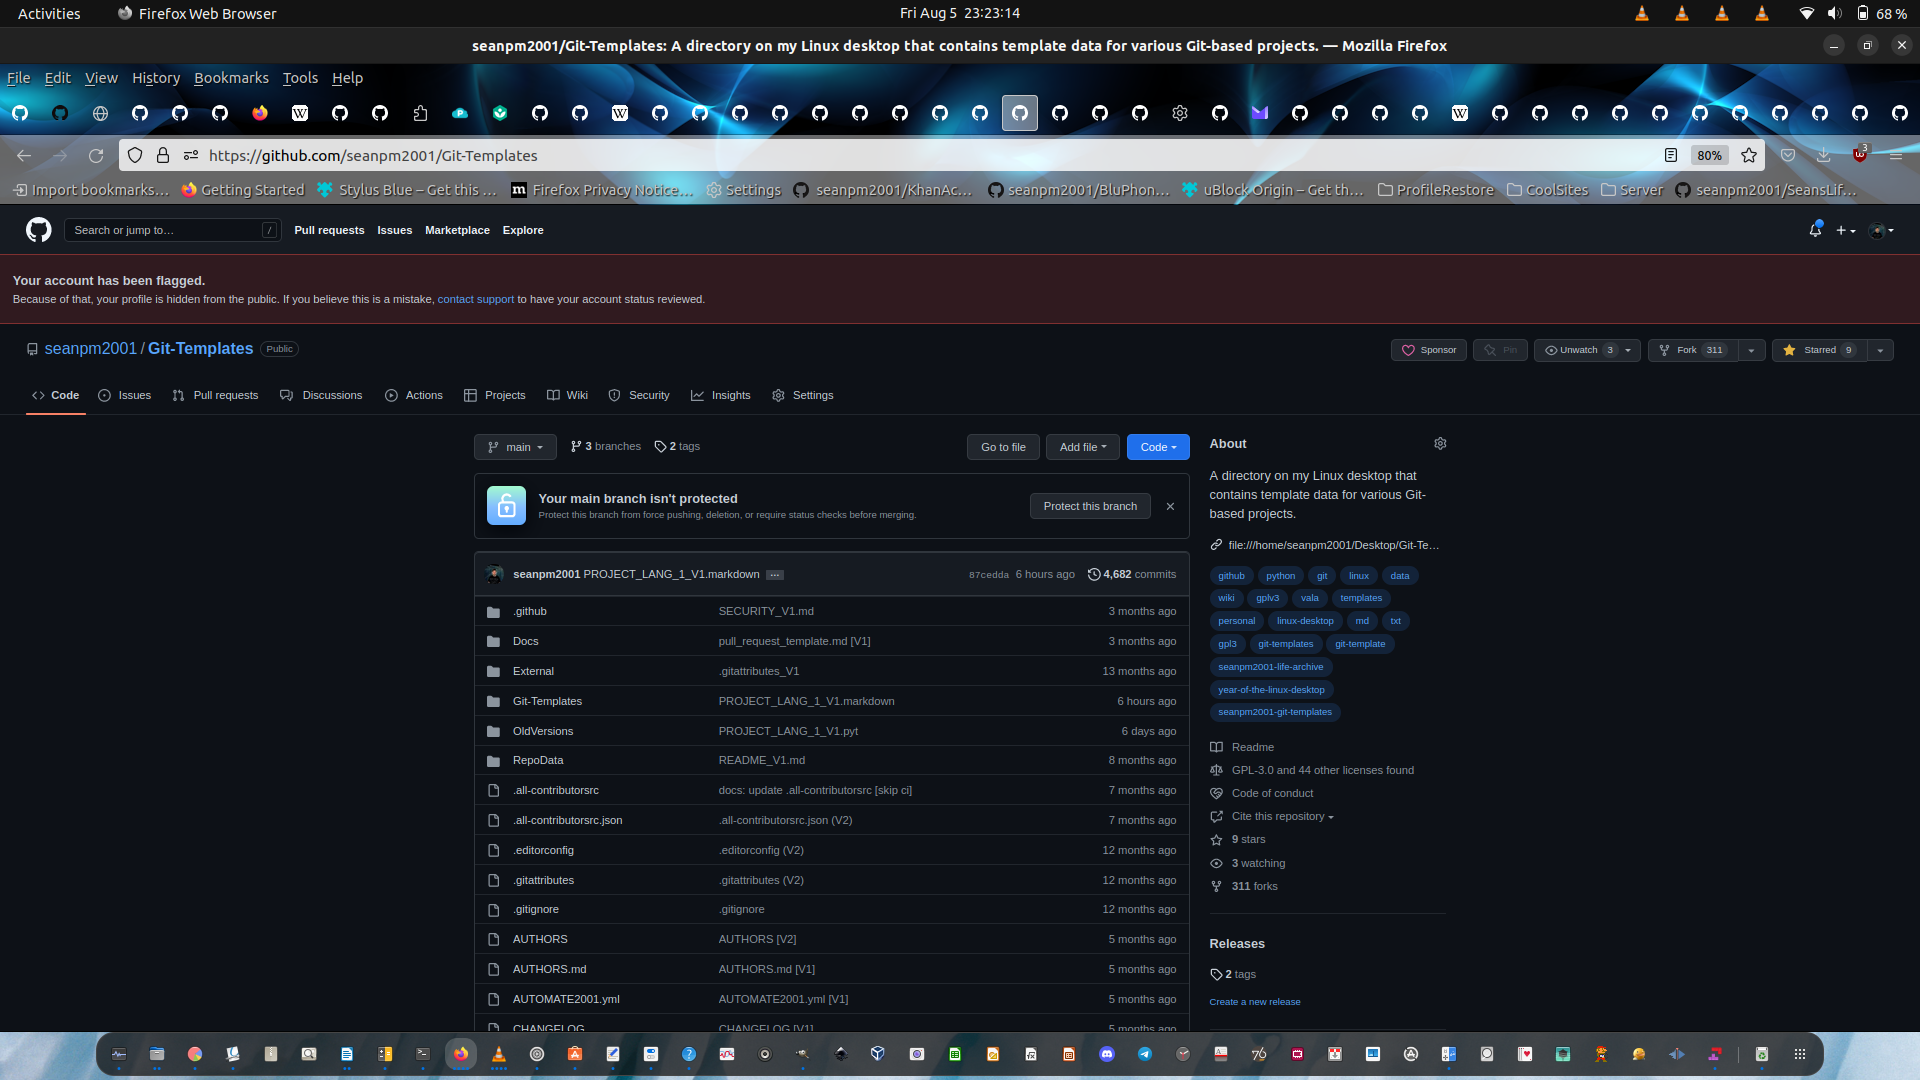 Activities
Firefox Web Browser
Fri Aug 5 23:23:14
68 %
seanpm2001/Git-Templates: A directory on my Linux desktop that contains template data for various Git-based projects. — Mozilla Firefox
File Edit View History Bookmarks Tools Help
https://github.com/seanpm2001/Git-Templates
80%
3
Import bookmarks…
Getting Started
Stylus Blue – Get this …
Firefox Privacy Notice…
Settings
seanpm2001/KhanAc…
seanpm2001/BluPhon…
uBlock Origin – Get th…
ProfileRestore
CoolSites
Server
seanpm2001/SeansLif…
Search or jump to…
/
Pull requests Issues Marketplace Explore
Your account has been flagged.
Because of that, your profile is hidden from the public. If you believe this is a mistake, contact support to have your account status reviewed.
seanpm2001 / Git-Templates Public
Sponsor
Pin
Unwatch 3
Fork 311
Starred 9
Code
Issues
Pull requests
Discussions
Actions
Projects
Wiki
Security
Insights
Settings
main
3 branches
2 tags
Go to file
Add file
Code
Your main branch isn't protected
Protect this branch from force pushing, deletion, or require status checks before merging.
Protect this branch
seanpm2001 PROJECT_LANG_1_V1.markdown … 87cedda 6 hours ago 4,682 commits
.github SECURITY_V1.md 3 months ago
Docs pull_request_template.md [V1] 3 months ago
External .gitattributes_V1 13 months ago
Git-Templates PROJECT_LANG_1_V1.markdown 6 hours ago
OldVersions PROJECT_LANG_1_V1.pyt 6 days ago
RepoData README_V1.md 8 months ago
.all-contributorsrc docs: update .all-contributorsrc [skip ci] 7 months ago
.all-contributorsrc.json .all-contributorsrc.json (V2) 7 months ago
.editorconfig .editorconfig (V2) 12 months ago
.gitattributes .gitattributes (V2) 12 months ago
.gitignore .gitignore 12 months ago
AUTHORS AUTHORS [V2] 5 months ago
AUTHORS.md AUTHORS.md [V1] 5 months ago
AUTOMATE2001.yml AUTOMATE2001.yml [V1] 5 months ago
CHANGELOG CHANGELOG [V1] 5 months ago
About
A directory on my Linux desktop that
contains template data for various Git-
based projects.
file:///home/seanpm2001/Desktop/Git-Te…
github python git linux data
wiki gplv3 vala templates
personal linux-desktop md txt
gpl3 git-templates git-template
seanpm2001-life-archive
year-of-the-linux-desktop
seanpm2001-git-templates
Readme
GPL-3.0 and 44 other licenses found
Code of conduct
Cite this repository
9 stars
3 watching
311 forks
Releases
2 tags
Create a new release